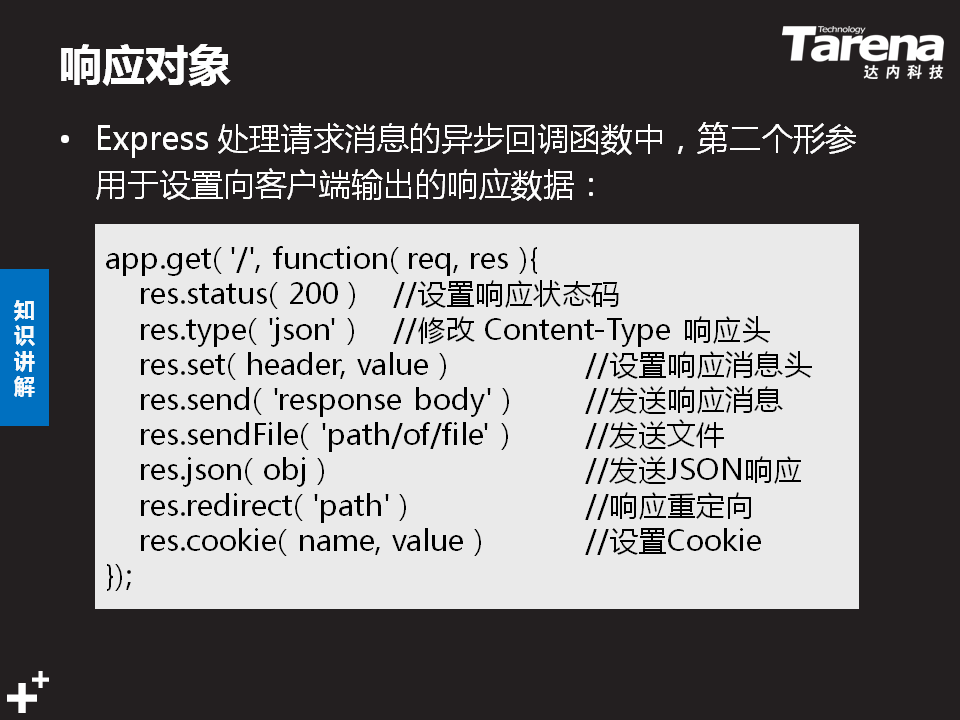 响应对象
Technology
Tarena
达内科技
• Express 处理请求消息的异步回调函数中，第二个形参
用于设置向客户端输出的响应数据：
知识讲解
app.get( '/', function( req, res ){
res.status( 200 ) //设置响应状态码
res.type( 'json' ) //修改 Content-Type 响应头
res.set( header, value ) //设置响应消息头
res.send( 'response body' ) //发送响应消息
res.sendFile( 'path/of/file' ) //发送文件
res.json( obj ) //发送JSON响应
res.redirect( 'path' ) //响应重定向
res.cookie( name, value ) //设置Cookie
});